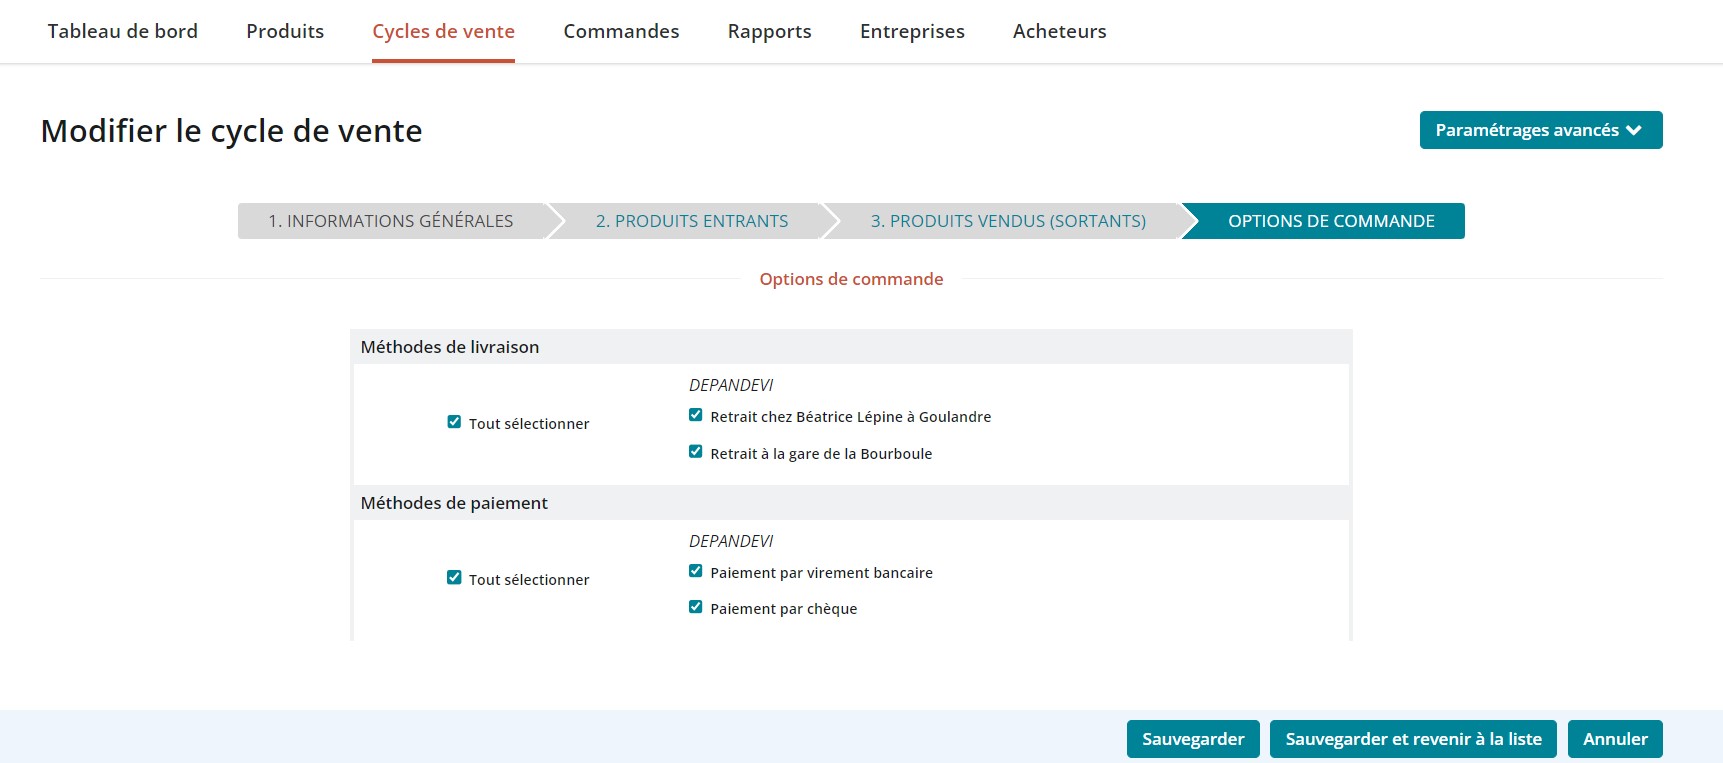 Tableau de bord Produits Cycles de vente Commandes Rapports Entreprises Acheteurs
Modifier le cycle de vente
Paramétrages avancés
1. INFORMATIONS GÉNÉRALES 2. PRODUITS ENTRANTS 3. PRODUITS VENDUS (SORTANTS) OPTIONS DE COMMANDE
Options de commande
Méthodes de livraison
DEPANDEVI
Tout sélectionner
Retrait chez Béatrice Lépine à Goulandre
Retrait à la gare de la Bourboule
Méthodes de paiement
DEPANDEVI
Tout sélectionner
Paiement par virement bancaire
Paiement par chèque
Sauvegarder Sauvegarder et revenir à la liste Annuler